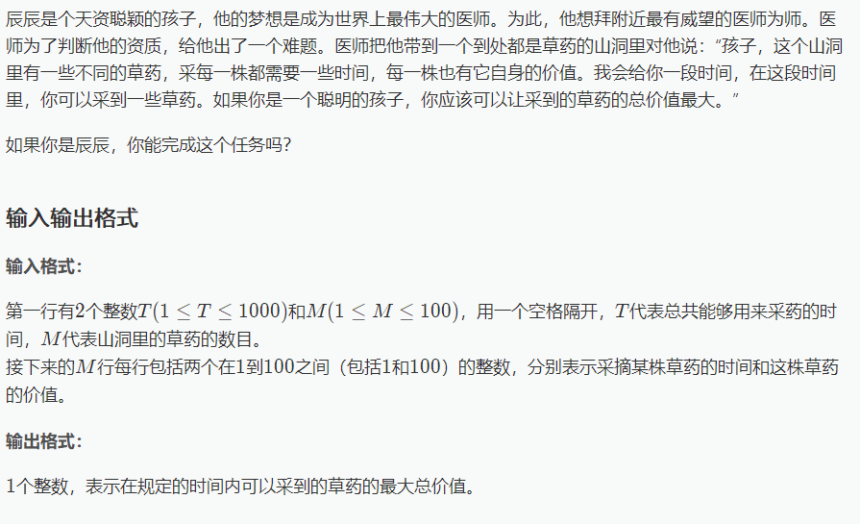 辰辰是个天资聪颖的孩子，他的梦想是成为世界上最伟大的医师。为此，他想拜附近最有威望的医师为师。医
师为了判断他的资质，给他出了一个难题。医师把他带到一个到处都是草药的山洞里对他说：“孩子，这个山洞
里有一些不同的草药，采每一株都需要一些时间，每一株也有它自身的价值。我会给你一段时间，在这段时间
里，你可以采到一些草药。如果你是一个聪明的孩子，你应该可以让采到的草药的总价值最大。”
如果你是辰辰，你能完成这个任务吗？
输入输出格式
输入格式：
第一行有2个整数T(1 ≤ T ≤ 1000)和M(1 ≤ M ≤ 100)，用一个空格隔开，T代表总共能够用来采药的时
间，M代表山洞里的草药的数目。
接下来的M行每行包括两个在1到100之间（包括1和100）的整数，分别表示采摘某株草药的时间和这株草药
的价值。
输出格式：
1个整数，表示在规定的时间内可以采到的草药的最大总价值。